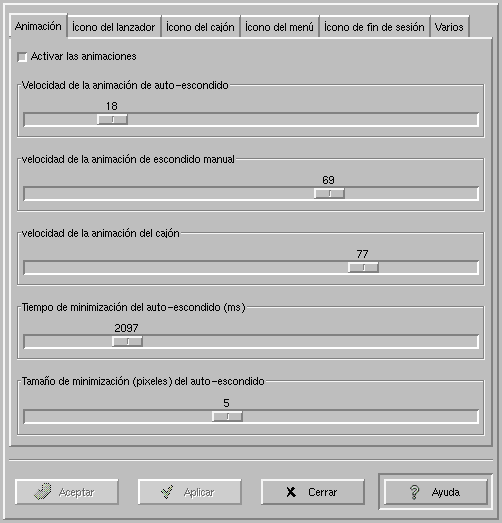 Animación Ícono del lanzador Ícono del cajón Ícono del menú Ícono de fin de sesión Varios
Activar las animaciones
Velocidad de la animación de auto-escondido
18
velocidad de la animación de escondido manual
69
velocidad de la animación del cajón
77
Tiempo de minimización del auto-escondido (ms)
2097
Tamaño de minimización (pixeles) del auto-escondido
5
Aceptar Aplicar Cerrar Ayuda